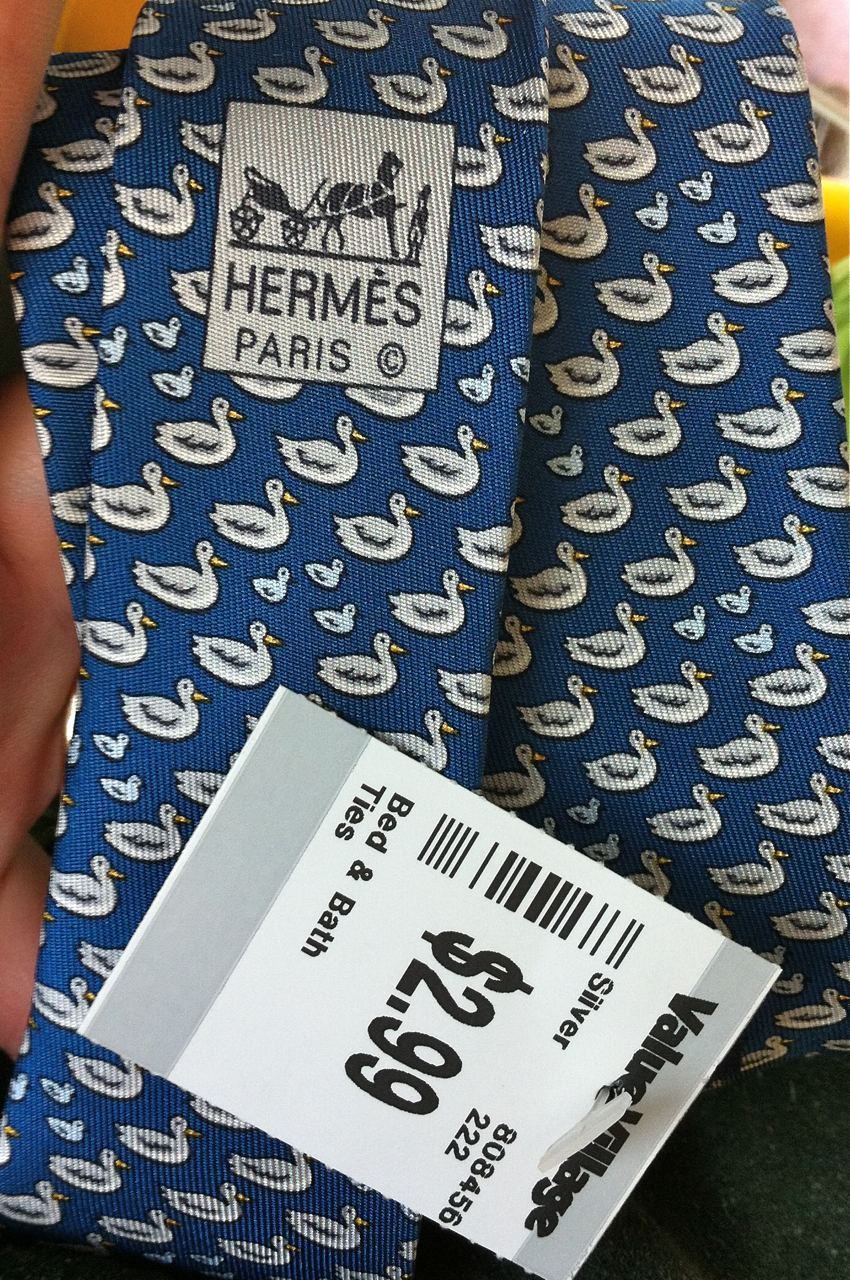 HERMÈS
PARIS ©
Value Village
Silver
808456
222
$2.99
Bed & Bath
Ties